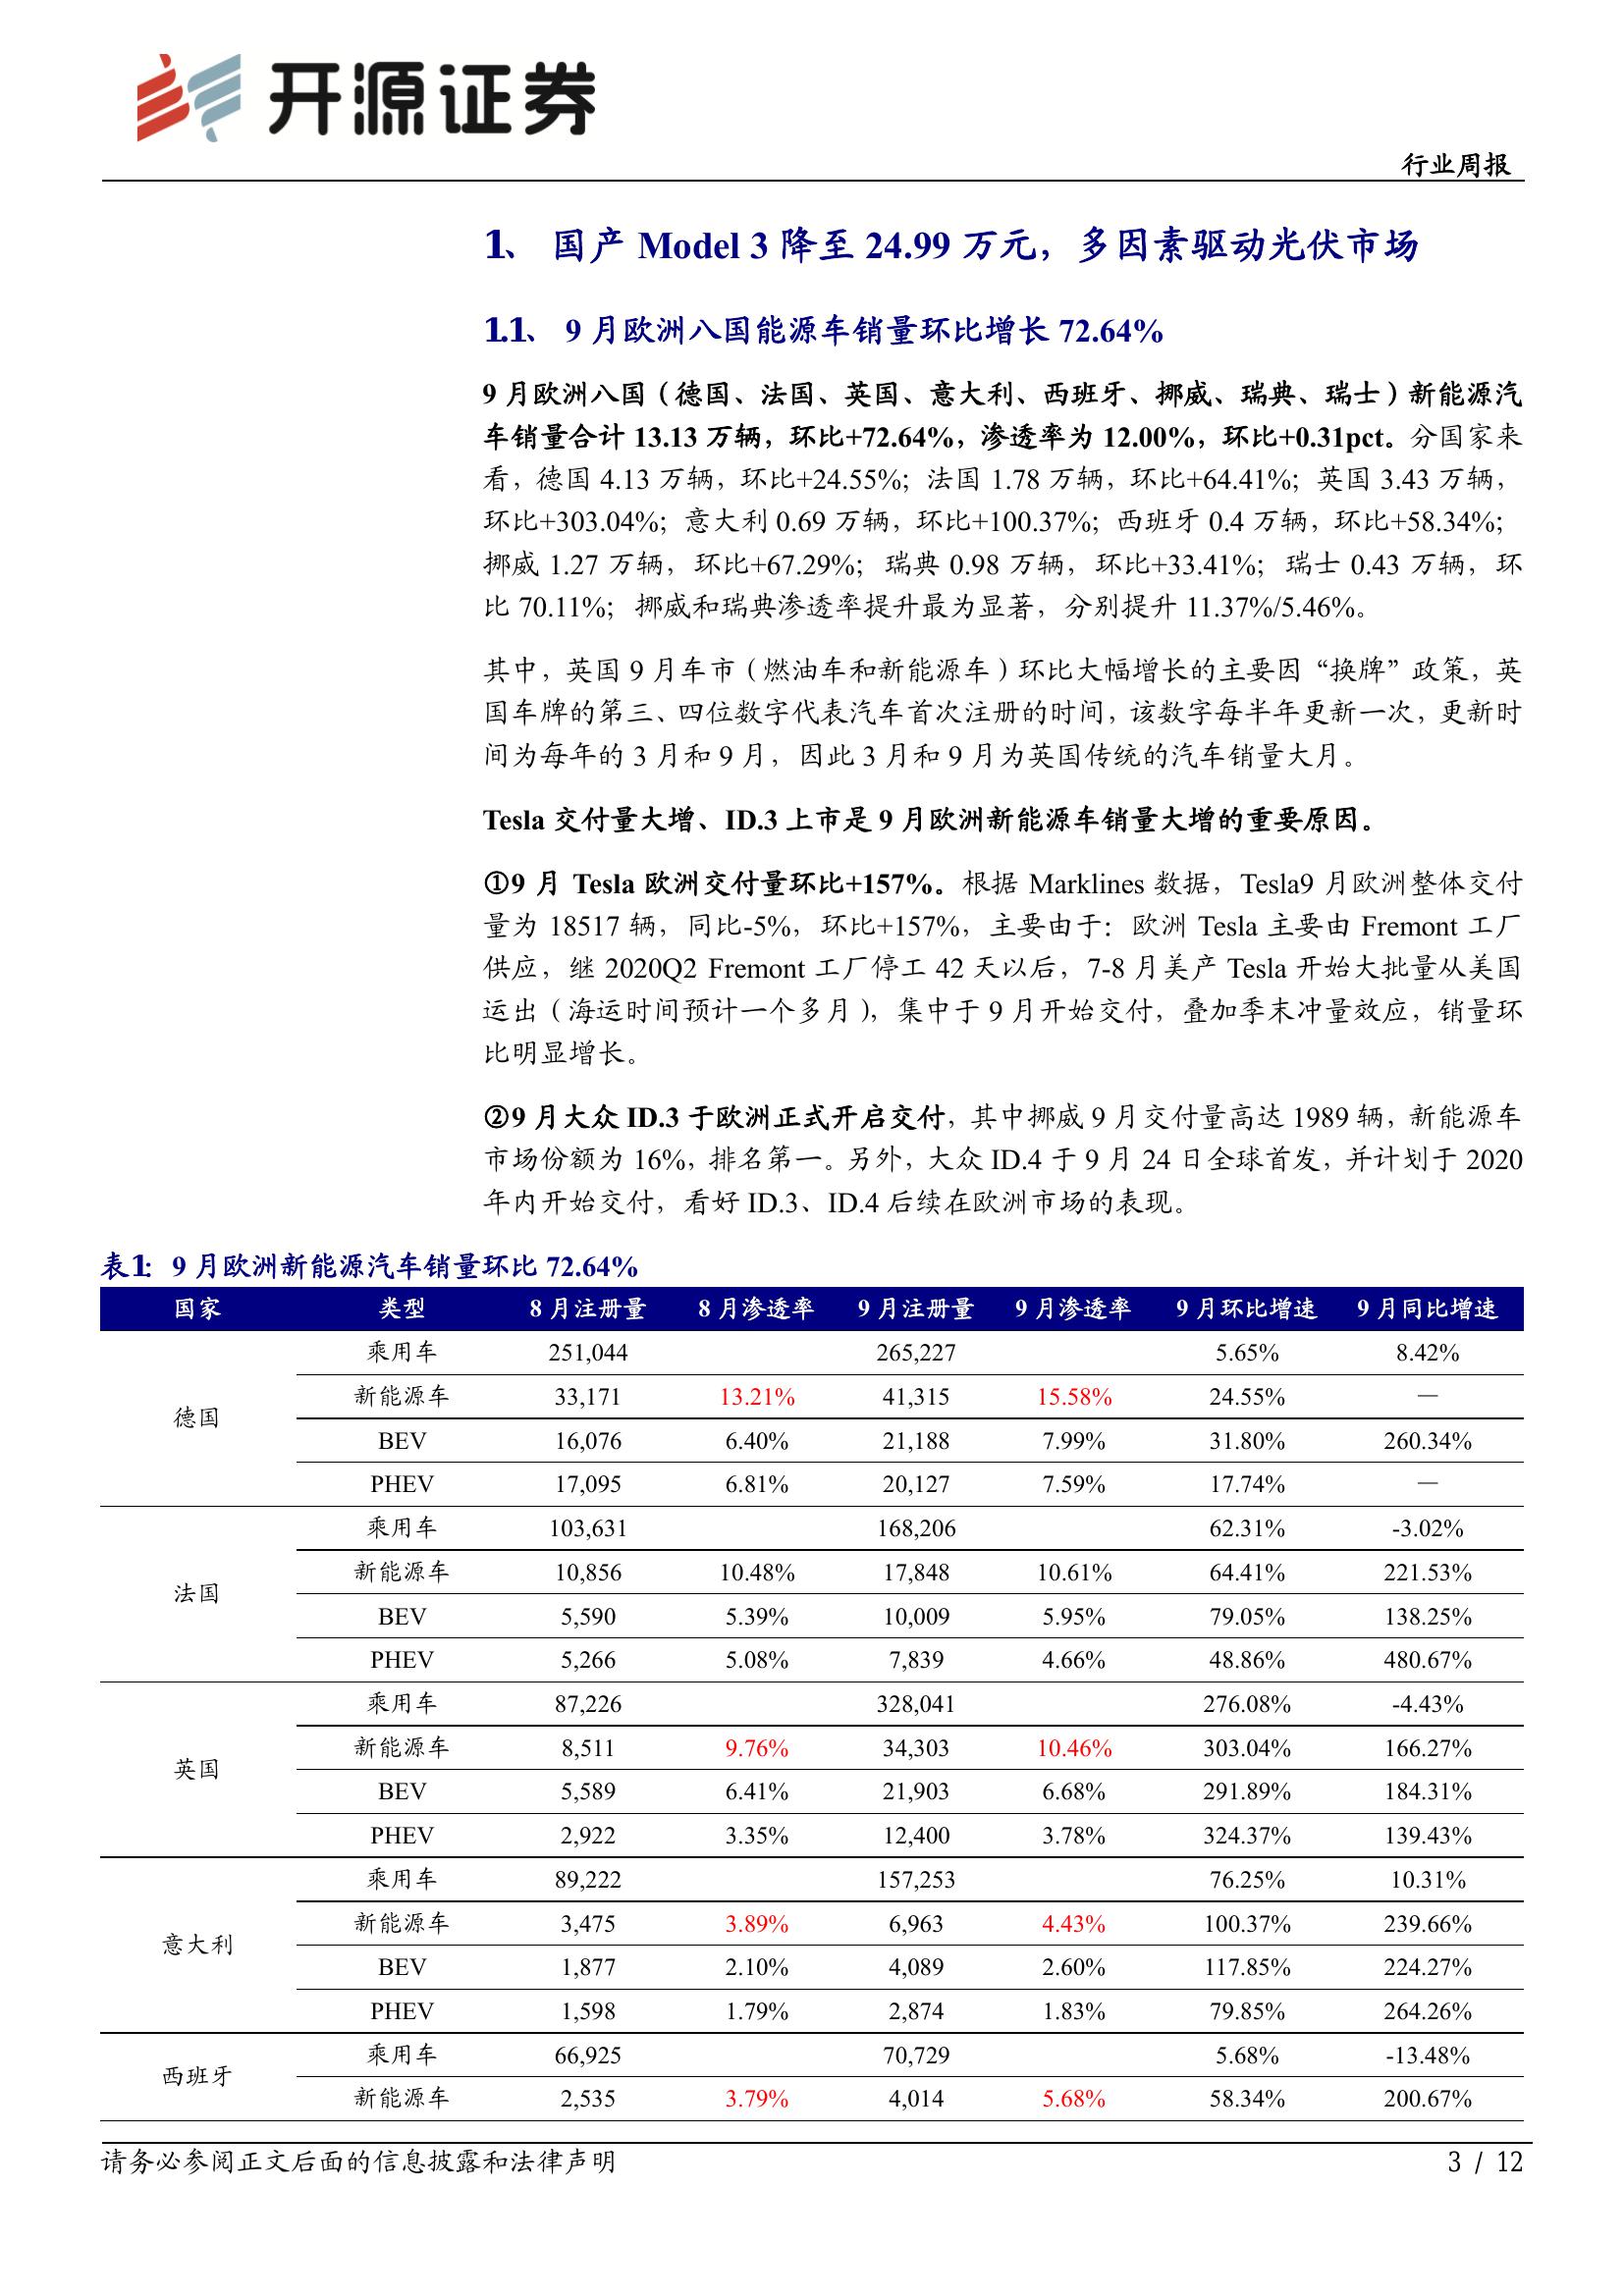 开源证券
行业周报
1、 国产 Model 3 降至 24.99 万元，多因素驱动光伏市场
1.1、 9 月欧洲八国能源车销量环比增长 72.64%
9 月欧洲八国（德国、法国、英国、意大利、西班牙、挪威、瑞典、瑞士）新能源汽
车销量合计 13.13 万辆，环比+72.64%，渗透率为 12.00%，环比+0.31pct。分国家来
看，德国 4.13 万辆，环比+24.55%；法国 1.78 万辆，环比+64.41%；英国 3.43 万辆，
环比+303.04%；意大利 0.69 万辆，环比+100.37%；西班牙 0.4 万辆，环比+58.34%；
挪威 1.27 万辆，环比+67.29%；瑞典 0.98 万辆，环比+33.41%；瑞士 0.43 万辆，环
比 70.11%；挪威和瑞典渗透率提升最为显著，分别提升 11.37%/5.46%。
其中，英国 9 月车市（燃油车和新能源车）环比大幅增长的主要因“换牌”政策，英
国车牌的第三、四位数字代表汽车首次注册的时间，该数字每半年更新一次，更新时
间为每年的 3 月和 9 月，因此 3 月和 9 月为英国传统的汽车销量大月。
Tesla 交付量大增、ID.3 上市是 9 月欧洲新能源车销量大增的重要原因。
①9 月 Tesla 欧洲交付量环比+157%。根据 Marklines 数据，Tesla9 月欧洲整体交付
量为 18517 辆，同比-5%，环比+157%，主要由于：欧洲 Tesla 主要由 Fremont 工厂
供应，继 2020Q2 Fremont 工厂停工 42 天以后，7-8 月美产 Tesla 开始大批量从美国
运出（海运时间预计一个多月），集中于 9 月开始交付，叠加季末冲量效应，销量环
比明显增长。
②9 月大众 ID.3 于欧洲正式开启交付，其中挪威 9 月交付量高达 1989 辆，新能源车
市场份额为 16%，排名第一。另外，大众 ID.4 于 9 月 24 日全球首发，并计划于 2020
年内开始交付，看好 ID.3、ID.4 后续在欧洲市场的表现。
表1： 9 月欧洲新能源汽车销量环比 72.64%
国家 类型 8 月注册量 8 月渗透率 9 月注册量 9 月渗透率 9 月环比增速 9 月同比增速
德国 乘用车 251,044 265,227 5.65% 8.42%
新能源车 33,171 13.21% 41,315 15.58% 24.55% —
BEV 16,076 6.40% 21,188 7.99% 31.80% 260.34%
PHEV 17,095 6.81% 20,127 7.59% 17.74% —
法国 乘用车 103,631 168,206 62.31% -3.02%
新能源车 10,856 10.48% 17,848 10.61% 64.41% 221.53%
BEV 5,590 5.39% 10,009 5.95% 79.05% 138.25%
PHEV 5,266 5.08% 7,839 4.66% 48.86% 480.67%
英国 乘用车 87,226 328,041 276.08% -4.43%
新能源车 8,511 9.76% 34,303 10.46% 303.04% 166.27%
BEV 5,589 6.41% 21,903 6.68% 291.89% 184.31%
PHEV 2,922 3.35% 12,400 3.78% 324.37% 139.43%
意大利 乘用车 89,222 157,253 76.25% 10.31%
新能源车 3,475 3.89% 6,963 4.43% 100.37% 239.66%
BEV 1,877 2.10% 4,089 2.60% 117.85% 224.27%
PHEV 1,598 1.79% 2,874 1.83% 79.85% 264.26%
西班牙 乘用车 66,925 70,729 5.68% -13.48%
新能源车 2,535 3.79% 4,014 5.68% 58.34% 200.67%
请务必参阅正文后面的信息披露和法律声明
3 / 12